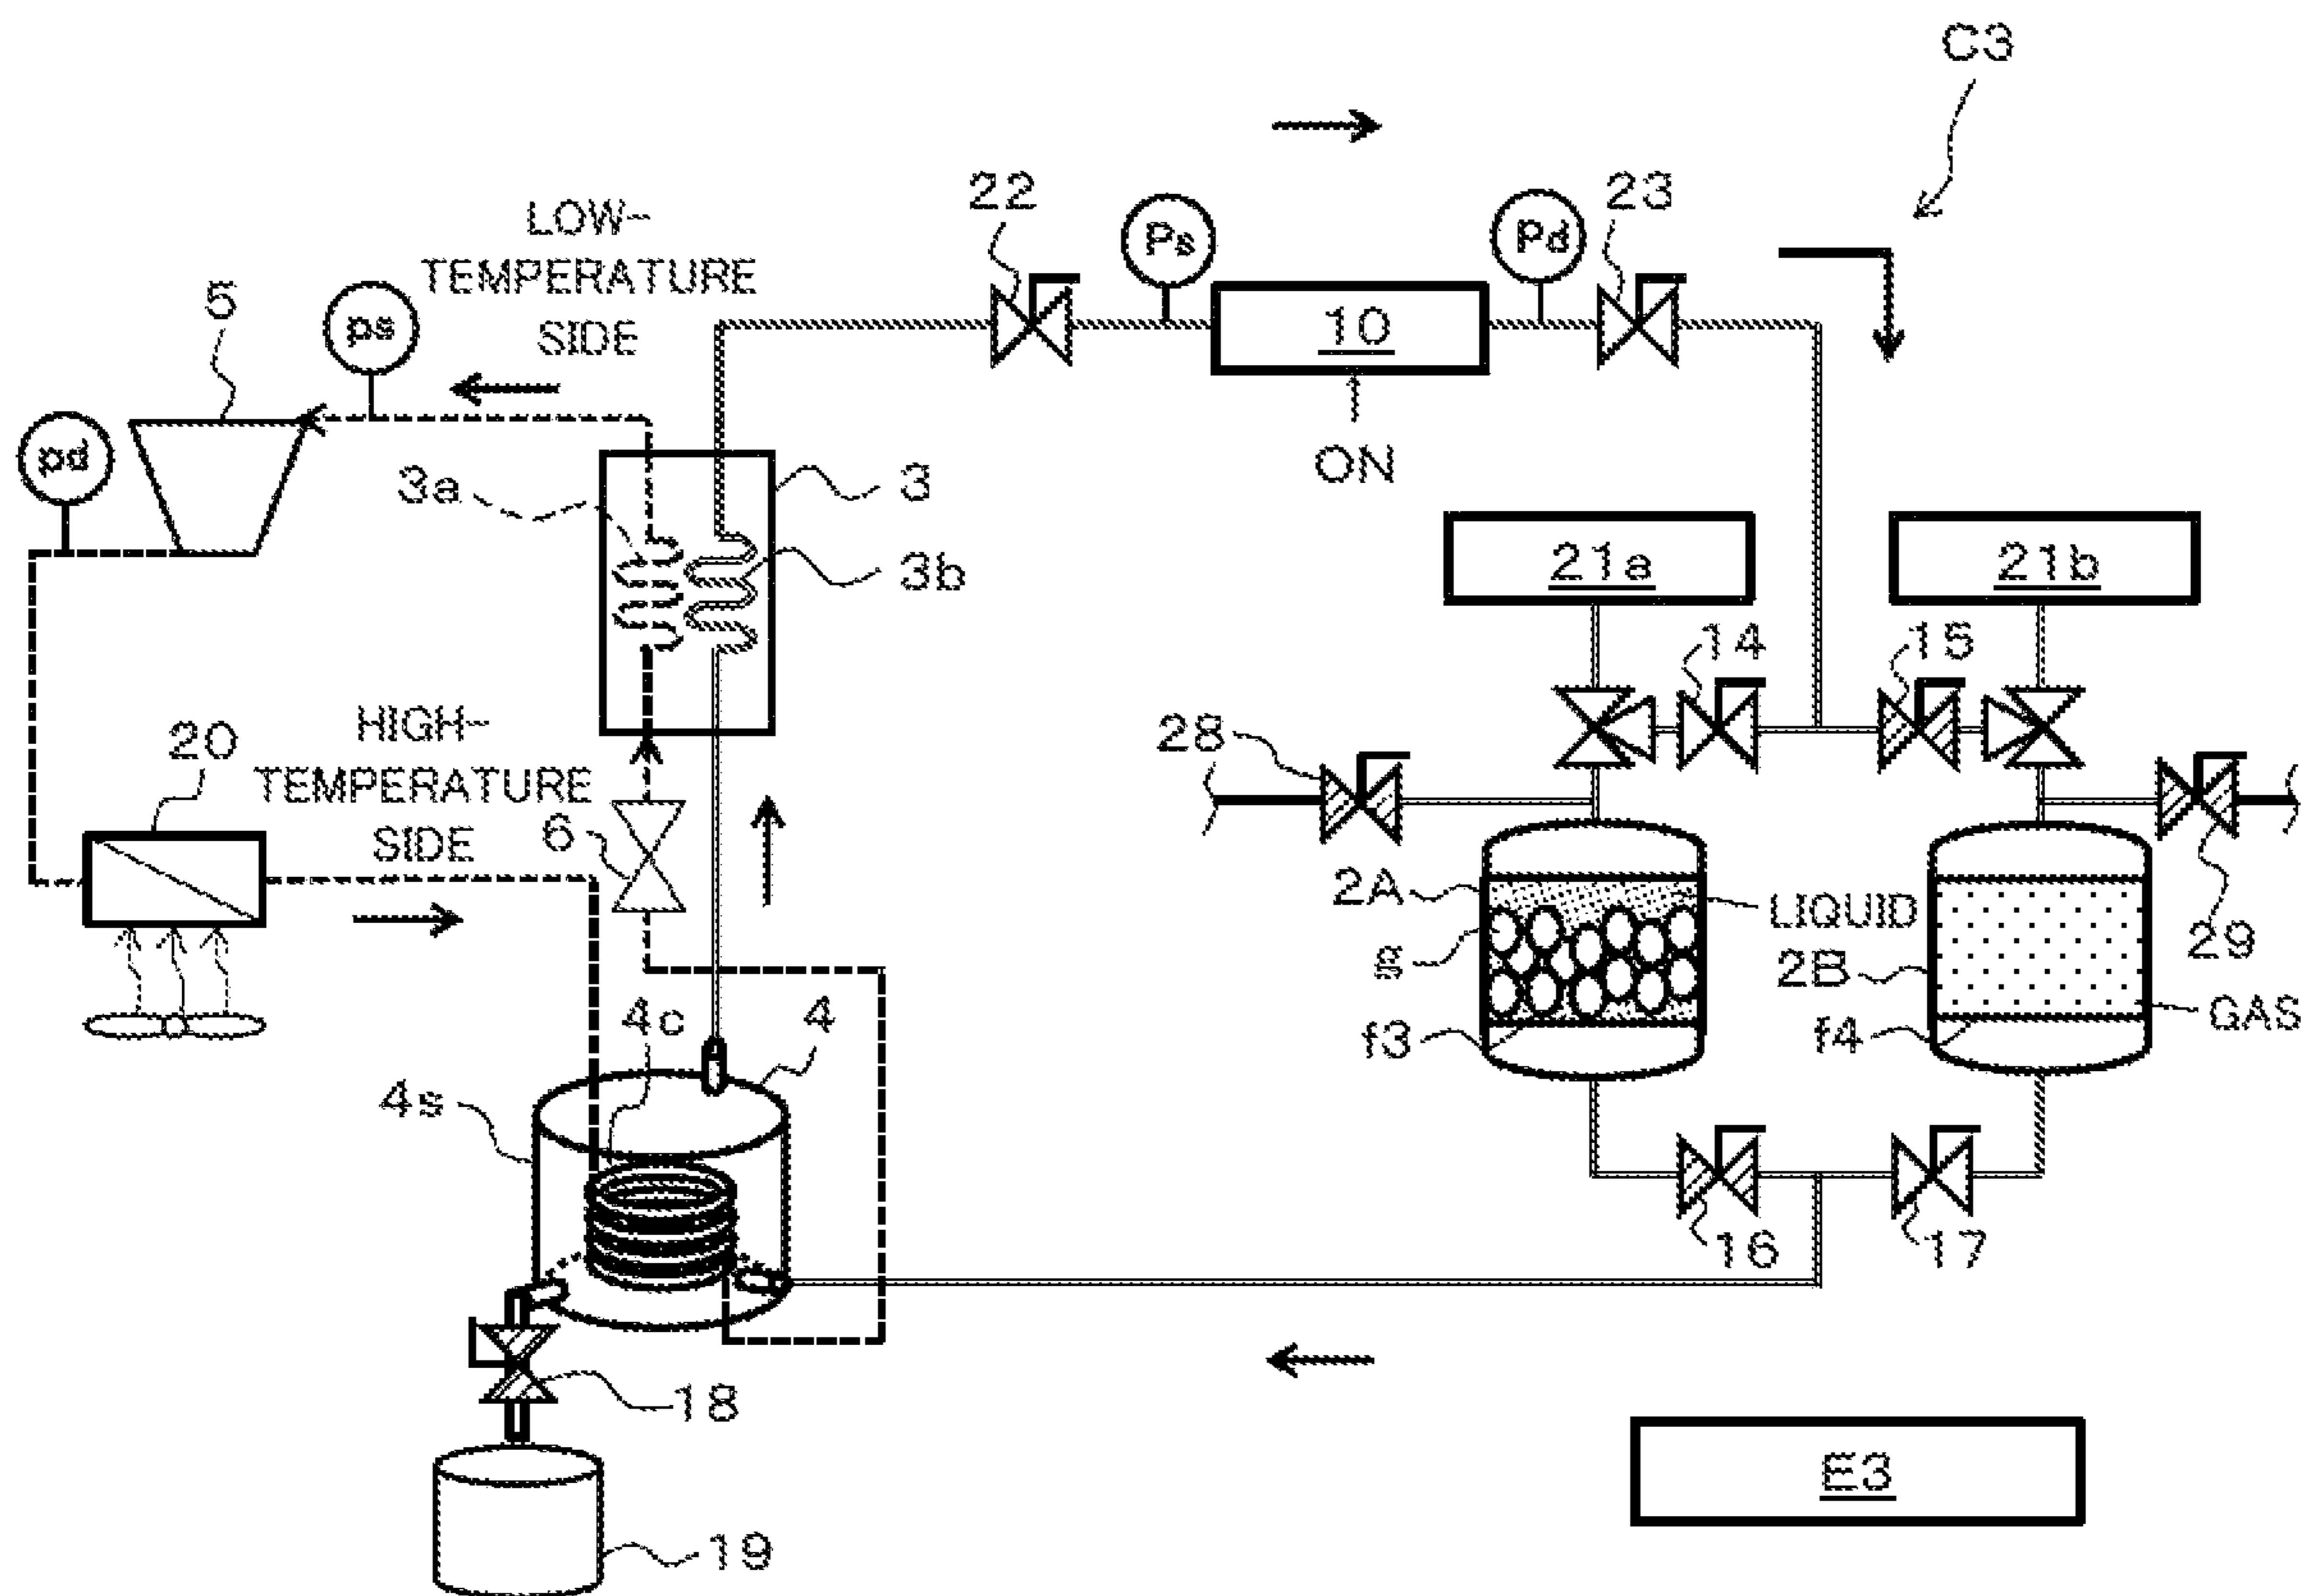 C3
22
Ps
Pd
23
LOW-
TEMPERATURE
SIDE
5
ps
10
pd
ON
3a
3
3b
21a
21b
14
15
20
HIGH-
TEMPERATURE
SIDE
28
6
2A
LIQUID
29
s
2B
GAS
4c
4
f3
f4
4s
16
17
18
E3
19